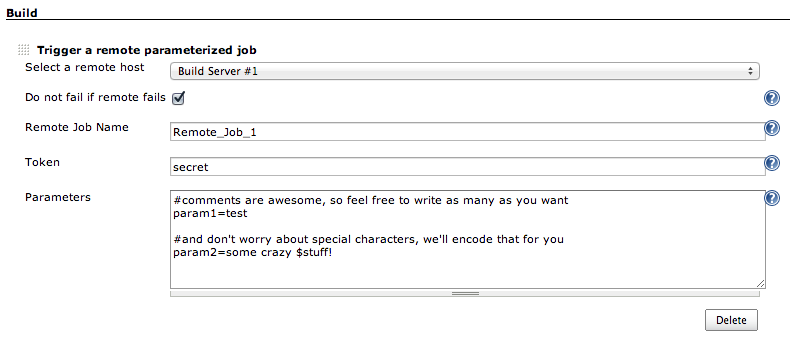 Build
Trigger a remote parameterized job
Select a remote host
Build Server #1
Do not fail if remote fails
?
Remote Job Name
Remote_Job_1
?
Token
secret
?
Parameters
#comments are awesome, so feel free to write as many as you want
param1=test
#and don't worry about special characters, we'll encode that for you
param2=some crazy $stuff!
?
Delete